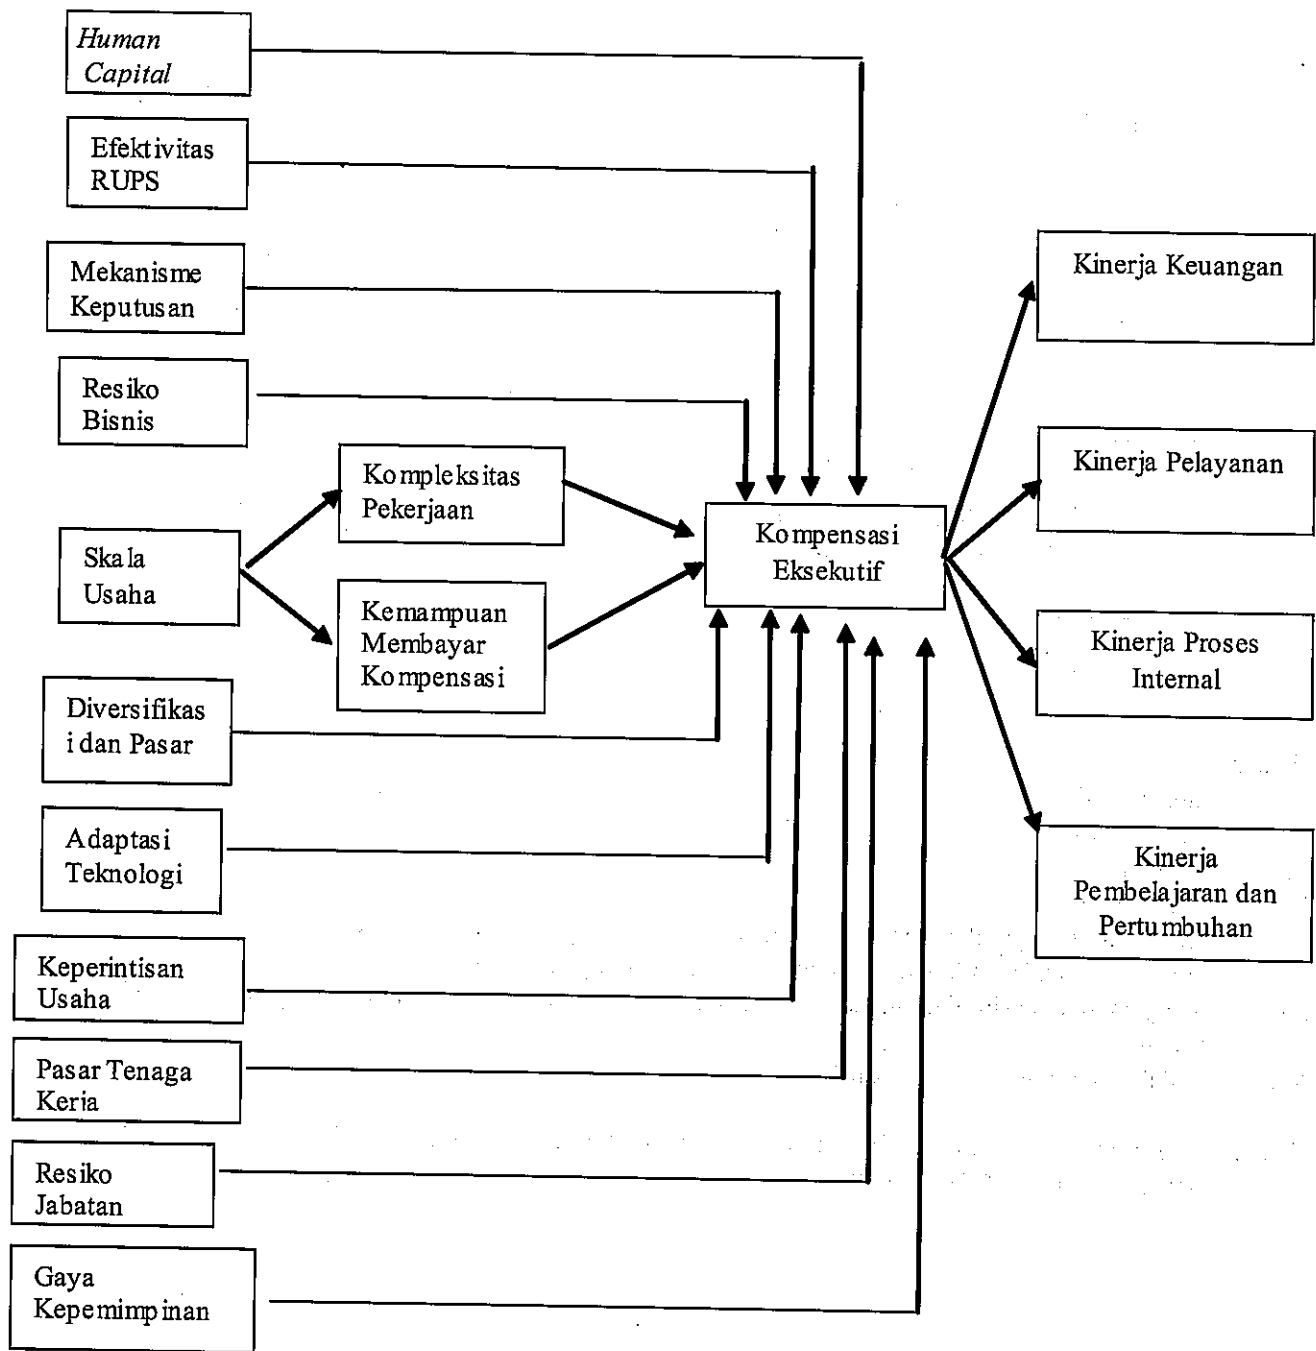 Human
Capital
Efektivitas
RUPS
Mekanisme
Keputusan
Resiko
Bisnis
Skala
Usaha
Kompleksitas
Pekerjaan
Kemampuan
Membayar
Kompensasi
Diversifikas
i dan Pasar
Adaptasi
Teknologi
Keperintisan
Usaha
Pasar Tenaga
Keria
Resiko
Jabatan
Gaya
Kepemimpinan
Kompensasi
Eksekutif
Kinerja Keuangan
Kinerja Pelayanan
Kinerja Proses
Internal
Kinerja
Pembelajaran dan
Pertumbuhan